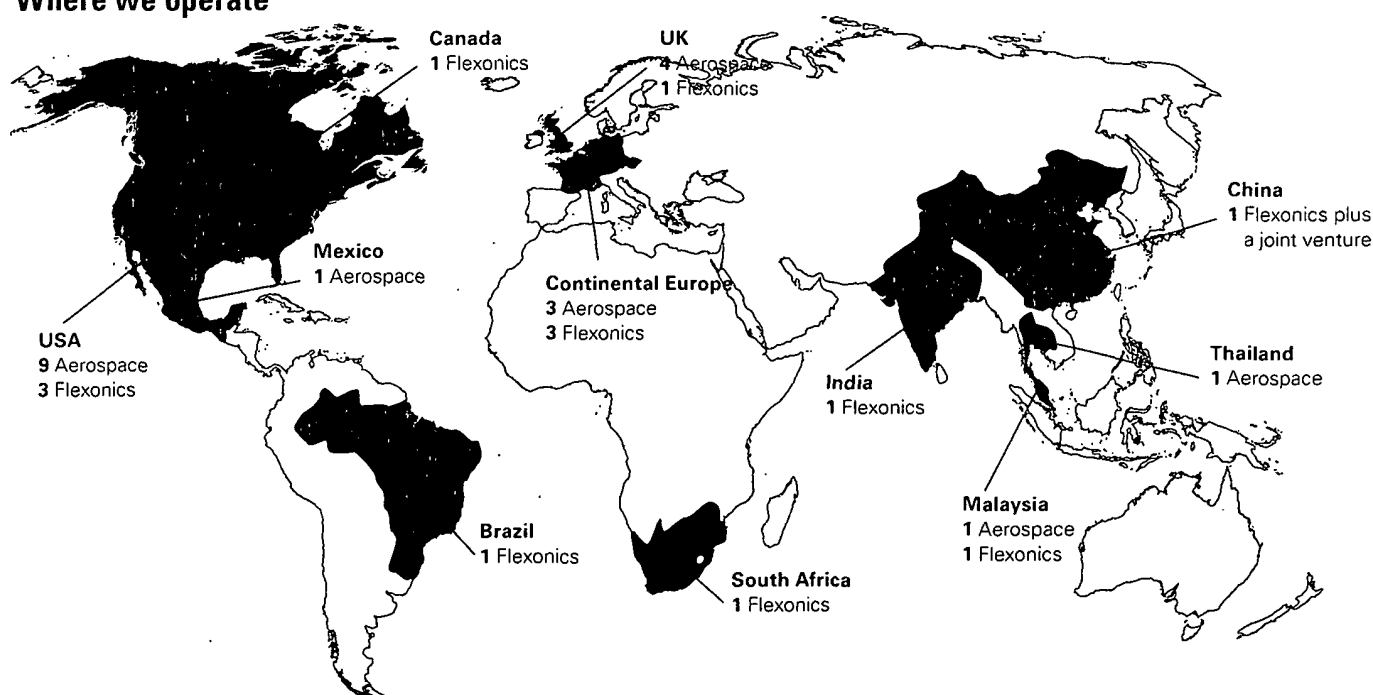 Where we operate
Canada
1 Flexonics
UK
4 Aerospace
1 Flexonics
China
1 Flexonics plus
a joint venture
Mexico
1 Aerospace
Continental Europe
3 Aerospace
3 Flexonics
USA
9 Aerospace
3 Flexonics
Thailand
1 Aerospace
India
1 Flexonics
Malaysia
1 Aerospace
1 Flexonics
Brazil
1 Flexonics
South Africa
1 Flexonics